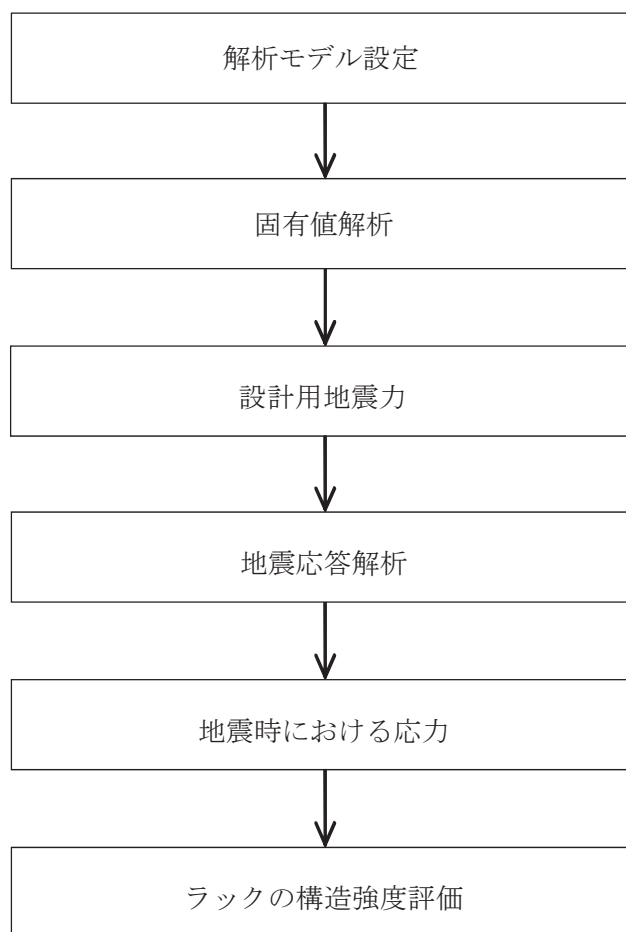 解析モデル設定
固有値解析
設計用地震力
地震応答解析
地震時における応力
ラックの構造強度評価